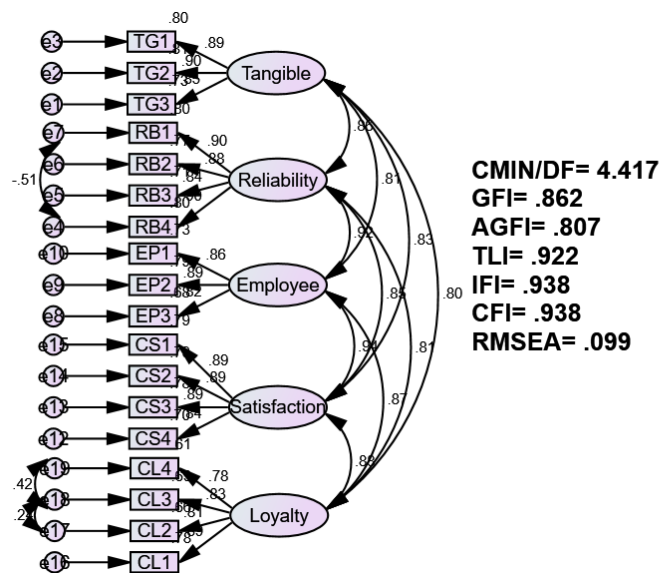 .80
e3 TG1 .89
e2 TG2 .90 Tangible
e1 TG3
e7 RB1 .90
e6 RB2 .88 Reliability
-.51
e5 RB3 .84
e4 RB4
e10 EP1 .86
e9 EP2 .89 Employee
e8 EP3
e15 CS1 .89
e14 CS2 .89
e13 CS3 .89 Satisfaction
e12 CS4
e19 CL4 .78
.42
e18 CL3 .83
Loyalty
e17 CL2
e16 CL1
.81
.92
.83
.80
.81
.87
CMIN/DF= 4.417
GFI= .862
AGFI= .807
TLI= .922
IFI= .938
CFI= .938
RMSEA= .099